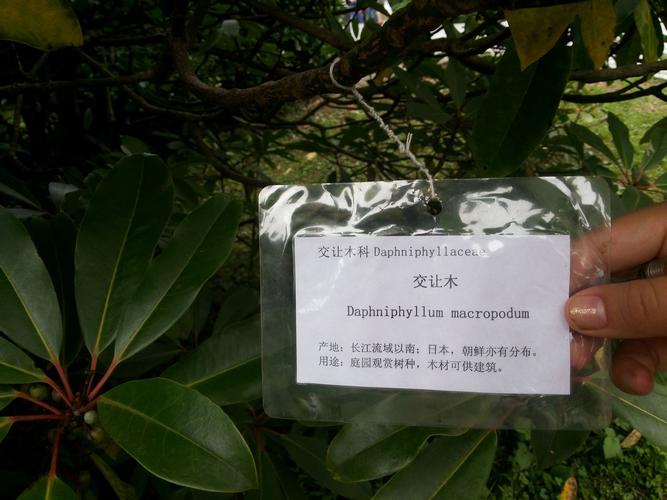 交让木科 Daphniphyllaceae
交让木
Daphniphyllum macropodum
产地：长江流域以南；日本，朝鲜亦有分布。
用途：庭园观赏树种，木材可供建筑。